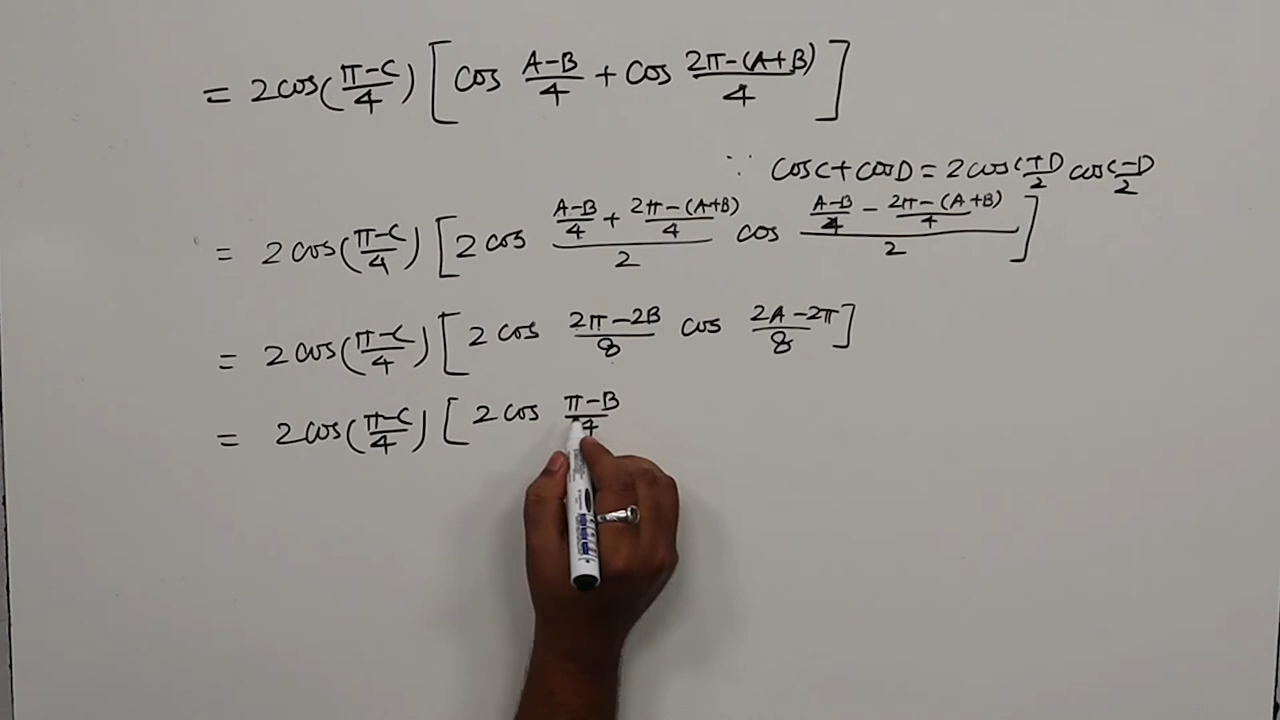 = 2cos(π-C/4) [cos A-B/4 + cos 2π-(A+B)/4]
∵ cosC+cosD = 2cos C+D/2 cos C-D/2
= 2cos(π-C/4) [2cos (A-B/4 + 2π-(A+B)/4)/2 cos (A-B/4 - 2π-(A+B)/4)/2]
= 2cos(π-C/4) [2cos 2π-2B/8 cos 2A-2π/8]
= 2cos(π-C/4) [2cos π-B/4